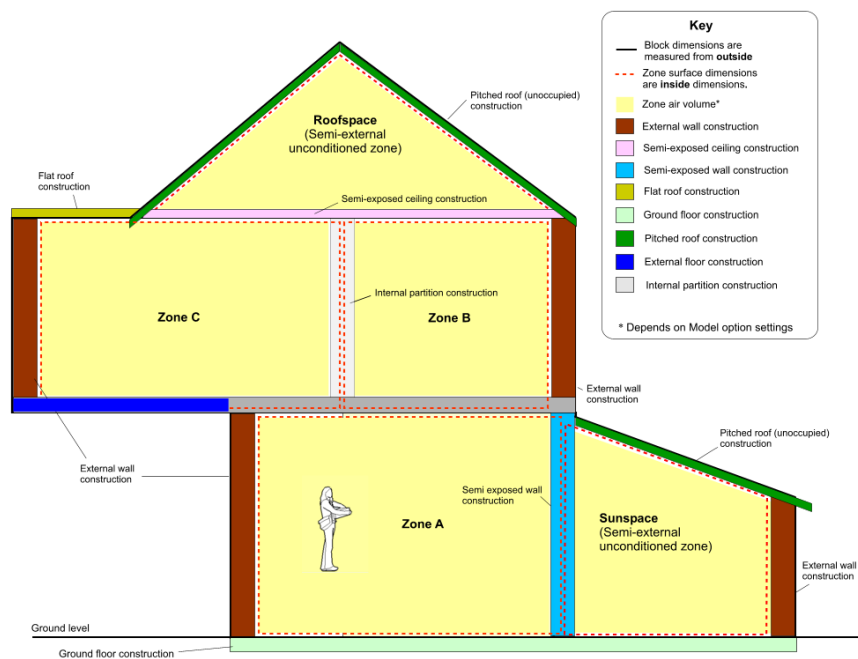 Key
Block dimensions are
measured from outside
Zone surface dimensions
are inside dimensions.
Zone air volume*
External wall construction
Semi-exposed ceiling construction
Semi-exposed wall construction
Flat roof construction
Ground floor construction
Pitched roof construction
External floor construction
Internal partition construction
* Depends on Model option settings
Pitched roof (unoccupied)
construction
Roofspace
(Semi-external
unconditioned zone)
Flat roof
construction
Semi-exposed ceiling construction
Internal partition construction
Zone C
Zone B
External wall
construction
Pitched roof (unoccupied)
construction
External wall
construction
Semi exposed wall
construction
Zone A
Sunspace
(Semi-external
unconditioned zone)
External wall
construction
Ground level
Ground floor construction